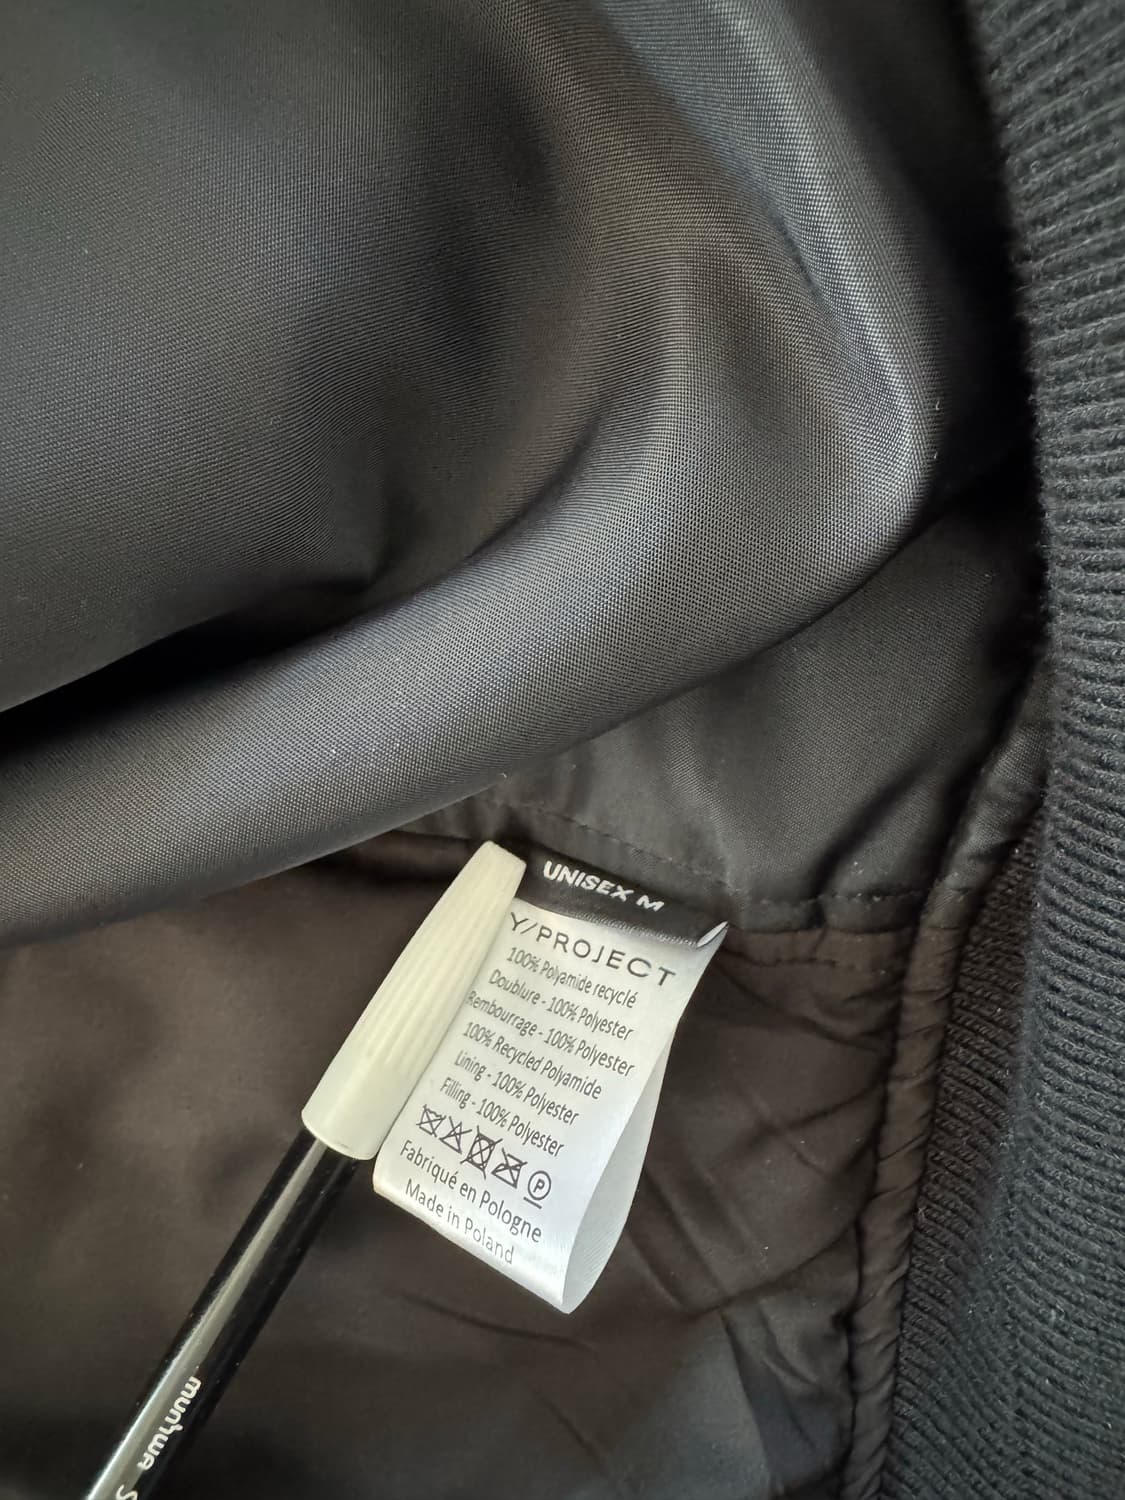 UNISEX M
Y/PROJECT
100% Polyamide recyclé
Doublure - 100% Polyester
Rembourrage - 100% Polyester
100% Recycled Polyamide
Lining - 100% Polyester
Filling - 100% Polyester
P
Fabriqué en Pologne
Made in Poland
munhwa